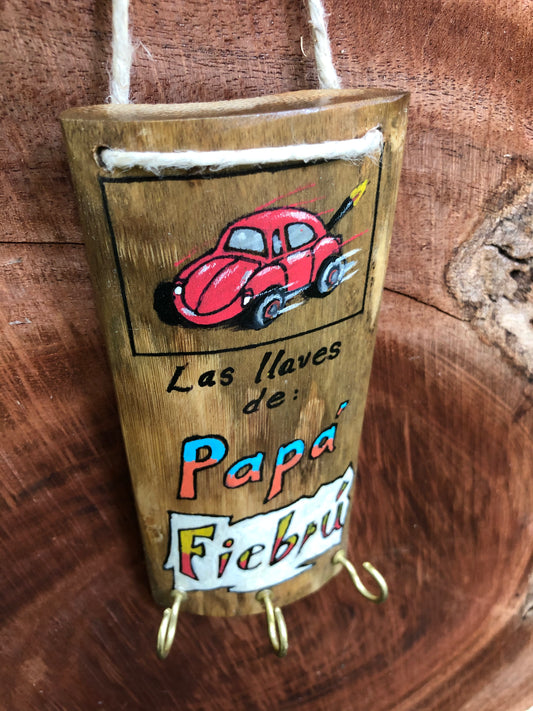 Las llaves
de:
Papá
Fiebrú